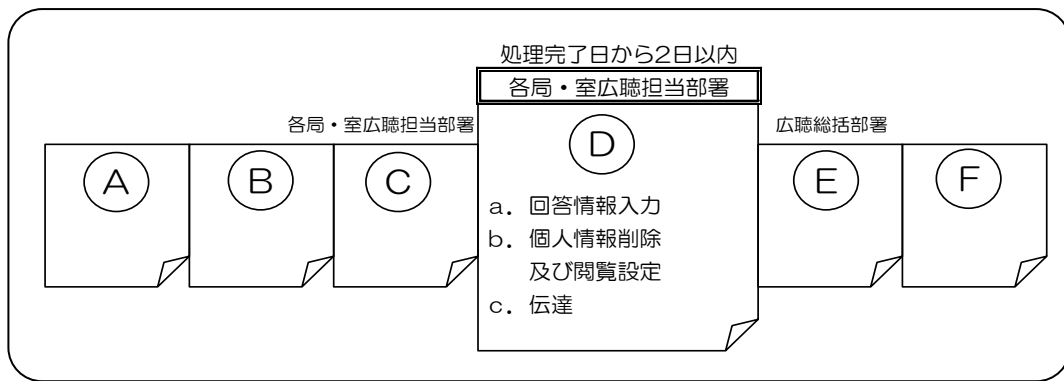 処理完了日から2日以内
各局・室広聴担当部署
各局・室広聴担当部署
広聴総括部署
A
B
C
D
E
F
a．回答情報入力
b．個人情報削除
及び閲覧設定
c．伝達